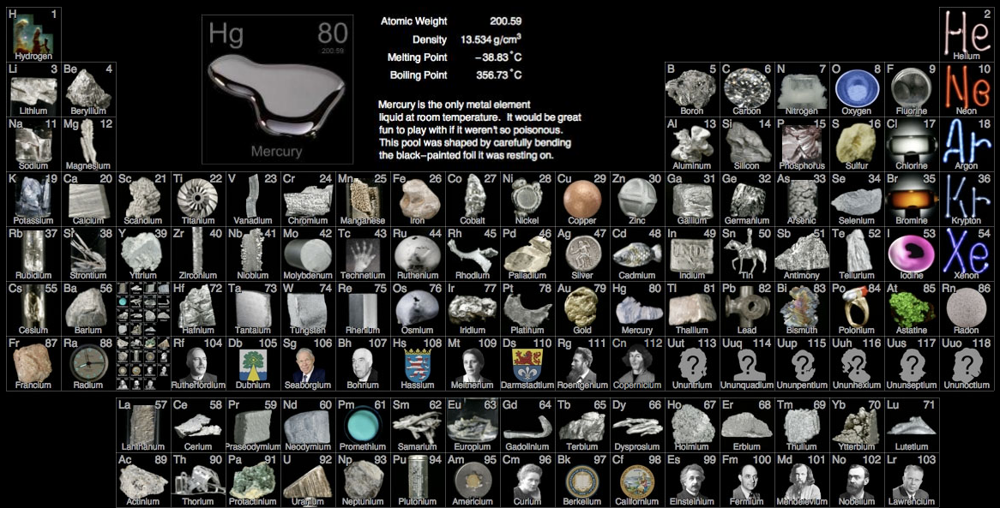 H 1
Hydrogen
Hg 80
200.59
Mercury
Atomic Weight 200.59
Density 13.534 g/cm³
Melting Point −38.83 °C
Boiling Point 356.73 °C
Mercury is the only metal element
liquid at room temperature. It would be great
fun to play with if it weren't so poisonous.
This pool was shaped by carefully bending
the black−painted foil it was resting on.
2
He
Helium
Li 3 Be 4 B 5 C 6 N 7 O 8 F 9 10
Ne
Lithium Beryllium Boron Carbon Nitrogen Oxygen Fluorine Neon
Na 11 Mg 12 Al 13 Si 14 P 15 S 16 Cl 17 18
Ar
Sodium Magnesium Aluminum Silicon Phosphorus Sulfur Chlorine Argon
K 19 Ca 20 Sc 21 Ti 22 V 23 Cr 24 Mn 25 Fe 26 Co 27 Ni 28 Cu 29 Zn 30 Ga 31 Ge 32 As 33 Se 34 Br 35 36
Kr
Potassium Calcium Scandium Titanium Vanadium Chromium Manganese Iron Cobalt Nickel Copper Zinc Gallium Germanium Arsenic Selenium Bromine Krypton
Rb 37 Sr 38 Y 39 Zr 40 Nb 41 Mo 42 Tc 43 Ru 44 Rh 45 Pd 46 Ag 47 Cd 48 In 49 Sn 50 Sb 51 Te 52 I 53 54
Xe
Rubidium Strontium Yttrium Zirconium Niobium Molybdenum Technetium Ruthenium Rhodium Palladium Silver Cadmium Indium Tin Antimony Tellurium Iodine Xenon
Cs 55 Ba 56 Hf 72 Ta 73 W 74 Re 75 Os 76 Ir 77 Pt 78 Au 79 Hg 80 Tl 81 Pb 82 Bi 83 Po 84 At 85 Rn 86
Cesium Barium Hafnium Tantalum Tungsten Rhenium Osmium Iridium Platinum Gold Mercury Thallium Lead Bismuth Polonium Astatine Radon
Fr 87 Ra 88 Rf 104 Db 105 Sg 106 Bh 107 Hs 108 Mt 109 Ds 110 Rg 111 Cn 112 Uut 113 Uuq 114 Uup 115 Uuh 116 Uus 117 Uuo 118
Francium Radium Rutherfordium Dubnium Seaborgium Bohrium Hassium Meitnerium Darmstadtium Roentgenium Copernicium Ununtrium Ununquadium Ununpentium Ununhexium Ununseptium Ununoctium
La 57 Ce 58 Pr 59 Nd 60 Pm 61 Sm 62 Eu 63 Gd 64 Tb 65 Dy 66 Ho 67 Er 68 Tm 69 Yb 70 Lu 71
Lanthanum Cerium Praseodymium Neodymium Promethium Samarium Europium Gadolinium Terbium Dysprosium Holmium Erbium Thulium Ytterbium Lutetium
Ac 89 Th 90 Pa 91 U 92 Np 93 Pu 94 Am 95 Cm 96 Bk 97 Cf 98 Es 99 Fm 100 Md 101 No 102 Lr 103
Actinium Thorium Protactinium Uranium Neptunium Plutonium Americium Curium Berkelium Californium Einsteinium Fermium Mendelevium Nobelium Lawrencium